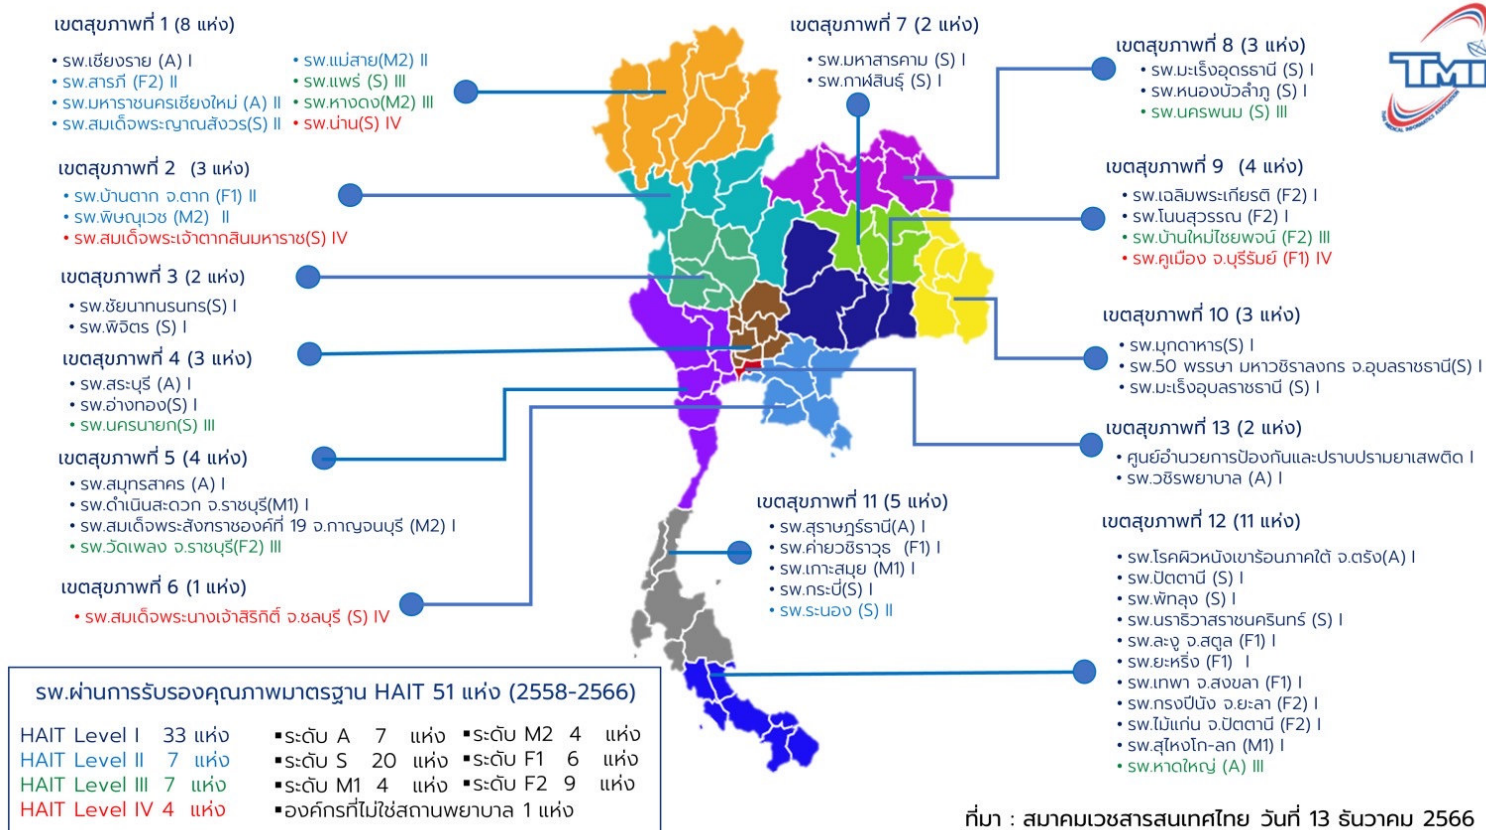 เขตสุขภาพที่ 1 (8 แห่ง)
• รพ.เชียงราย (A) I
• รพ.สารภี (F2) II
• รพ.มหาราชนครเชียงใหม่ (A) II
• รพ.สมเด็จพระญาณสังวร(S) II
• รพ.แม่สาย(M2) II
• รพ.แพร่ (S) III
• รพ.หางดง(M2) III
• รพ.น่าน(S) IV
เขตสุขภาพที่ 2 (3 แห่ง)
• รพ.บ้านตาก จ.ตาก (F1) II
• รพ.พิษณุเวช (M2) II
• รพ.สมเด็จพระเจ้าตากสินมหาราช(S) IV
เขตสุขภาพที่ 3 (2 แห่ง)
• รพ.ชัยนาทนรนทร(S) I
• รพ.พิจิตร (S) I
เขตสุขภาพที่ 4 (3 แห่ง)
• รพ.สระบุรี (A) I
• รพ.อ่างทอง(S) I
• รพ.นครนายก(S) III
เขตสุขภาพที่ 5 (4 แห่ง)
• รพ.สมุทรสาคร (A) I
• รพ.ดำเนินสะดวก จ.ราชบุรี(M1) I
• รพ.สมเด็จพระสังฆราชองค์ที่ 19 จ.กาญจนบุรี (M2) I
• รพ.วัดเพลง จ.ราชบุรี(F2) III
เขตสุขภาพที่ 6 (1 แห่ง)
• รพ.สมเด็จพระนางเจ้าสิริกิติ์ จ.ชลบุรี (S) IV
เขตสุขภาพที่ 7 (2 แห่ง)
• รพ.มหาสารคาม (S) I
• รพ.กาฬสินธุ์ (S) I
เขตสุขภาพที่ 8 (3 แห่ง)
• รพ.มะเร็งอุดรธานี (S) I
• รพ.หนองบัวลำภู (S) I
• รพ.นครพนม (S) III
TMI
THAI MEDICAL INFORMATICS ASSOCIATION
เขตสุขภาพที่ 9 (4 แห่ง)
• รพ.เฉลิมพระเกียรติ (F2) I
• รพ.โนนสุวรรณ (F2) I
• รพ.บ้านใหม่ไชยพจน์ (F2) III
• รพ.คูเมือง จ.บุรีรัมย์ (F1) IV
เขตสุขภาพที่ 10 (3 แห่ง)
• รพ.มุกดาหาร(S) I
• รพ.50 พรรษา มหาวชิราลงกร จ.อุบลราชธานี(S) I
• รพ.มะเร็งอุบลราชธานี (S) I
เขตสุขภาพที่ 13 (2 แห่ง)
• ศูนย์อำนวยการป้องกันและปราบปรามยาเสพติด I
• รพ.วชิรพยาบาล (A) I
เขตสุขภาพที่ 11 (5 แห่ง)
• รพ.สุราษฎร์ธานี(A) I
• รพ.ค่ายวชิราวุธ (F1) I
• รพ.เกาะสมุย (M1) I
• รพ.กระบี่(S) I
• รพ.ระนอง (S) II
เขตสุขภาพที่ 12 (11 แห่ง)
• รพ.โรคผิวหนังเขาร้อนภาคใต้ จ.ตรัง(A) I
• รพ.ปัตตานี (S) I
• รพ.พัทลุง (S) I
• รพ.นราธิวาสราชนครินทร์ (S) I
• รพ.ละงู จ.สตูล (F1) I
• รพ.ยะหริ่ง (F1) I
• รพ.เทพา จ.สงขลา (F1) I
• รพ.กรงปีนัง จ.ยะลา (F2) I
• รพ.ไม้แก่น จ.ปัตตานี (F2) I
• รพ.สุไหงโก-ลก (M1) I
• รพ.หาดใหญ่ (A) III
รพ.ผ่านการรับรองคุณภาพมาตรฐาน HAIT 51 แห่ง (2558-2566)
HAIT Level I 33 แห่ง
HAIT Level II 7 แห่ง
HAIT Level III 7 แห่ง
HAIT Level IV 4 แห่ง
▪ระดับ A 7 แห่ง ▪ระดับ M2 4 แห่ง
▪ระดับ S 20 แห่ง ▪ระดับ F1 6 แห่ง
▪ระดับ M1 4 แห่ง ▪ระดับ F2 9 แห่ง
▪องค์กรที่ไม่ใช่สถานพยาบาล 1 แห่ง
ที่มา : สมาคมเวชสารสนเทศไทย วันที่ 13 ธันวาคม 2566